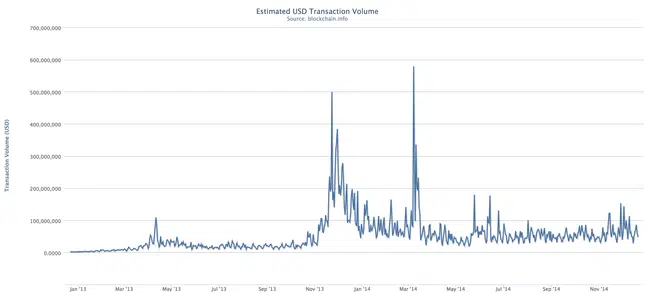 Estimated USD Transaction Volume
Source: blockchain.info
700,000,000
600,000,000
500,000,000
400,000,000
300,000,000
200,000,000
100,000,000
0.0000
Transaction Volume (USD)
Jan '13 Mar '13 May '13 Jul '13 Sep '13 Nov '13 Jan '14 Mar '14 May '14 Jul '14 Sep '14 Nov '14